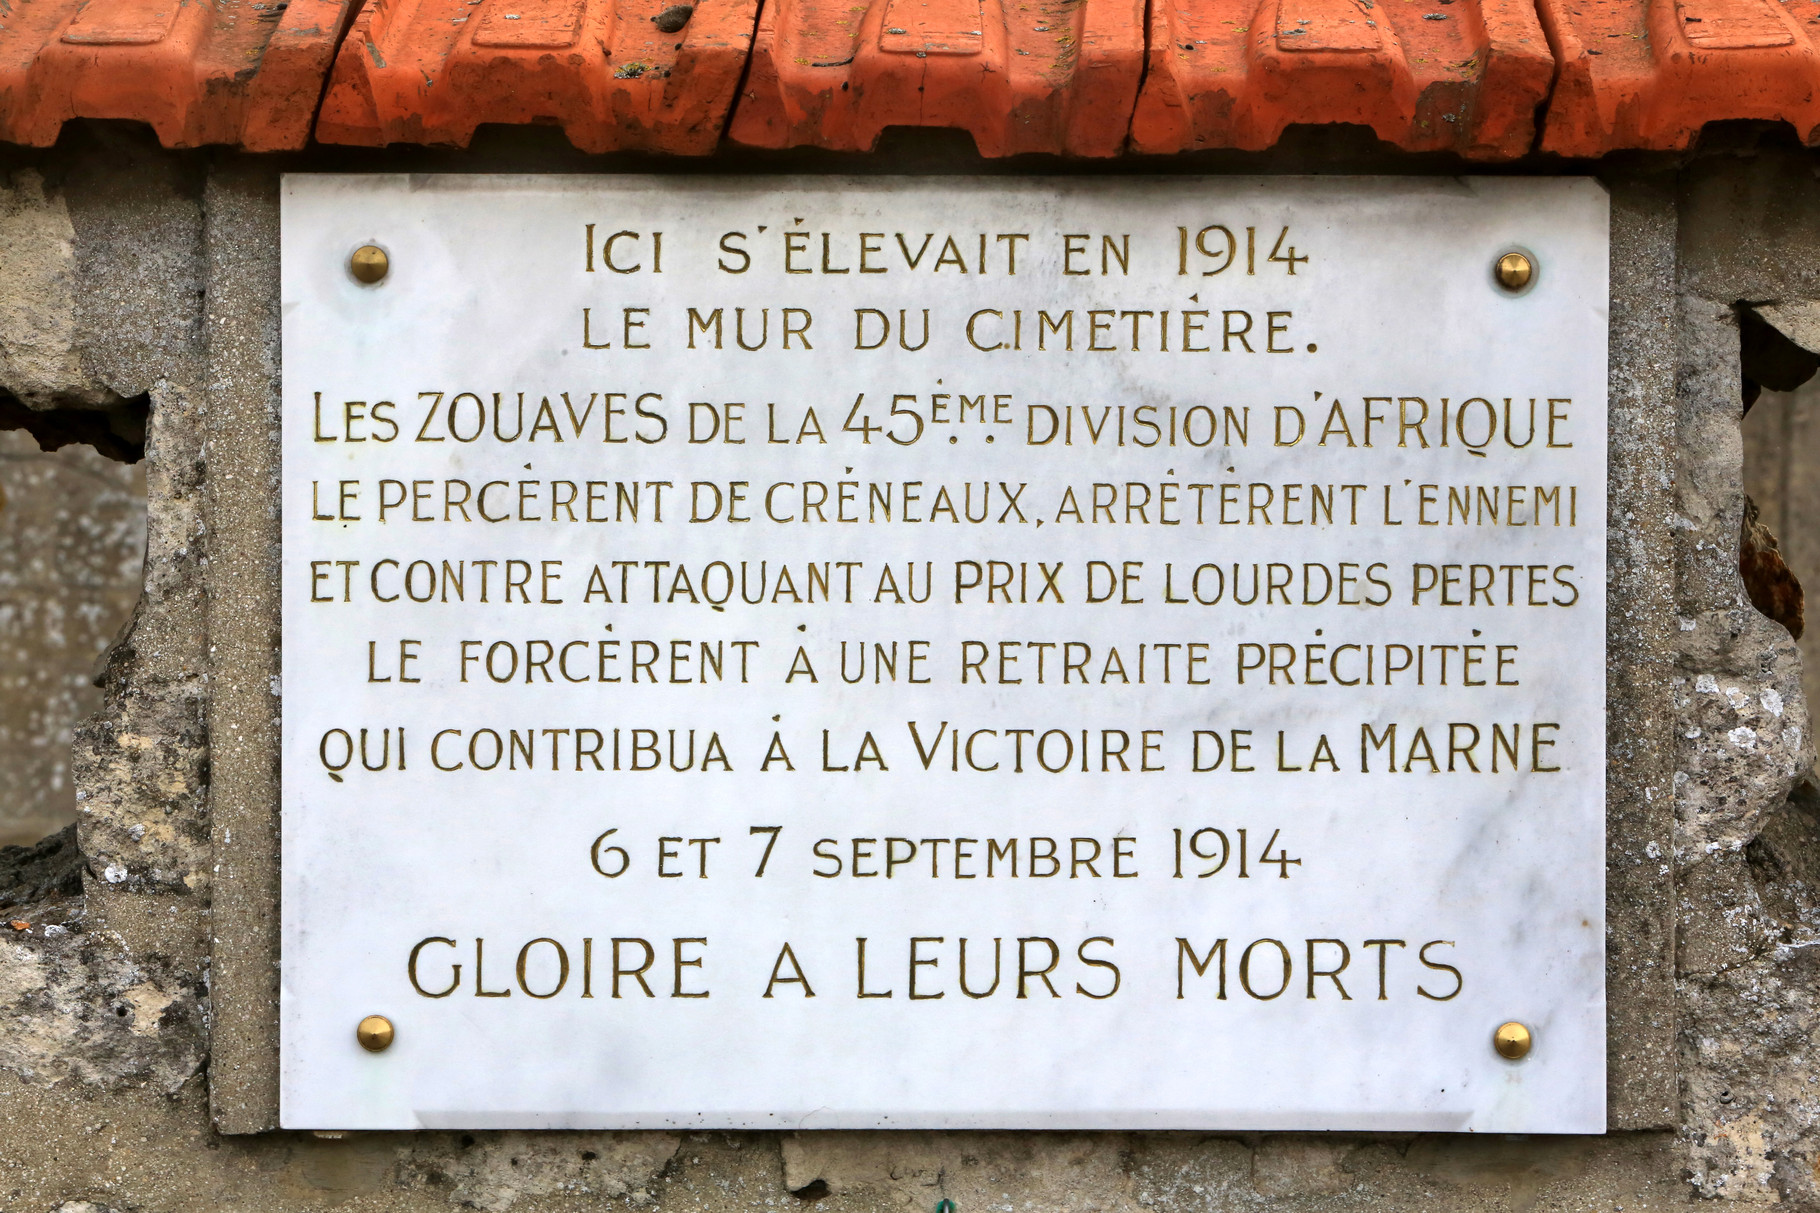 ICI S'ÉLEVAIT EN 1914
LE MUR DU CIMETIÈRE.
LES ZOUAVES DE LA 45ÈME DIVISION D'AFRIQUE
LE PERCÈRENT DE CRÉNEAUX, ARRÊTÈRENT L'ENNEMI
ET CONTRE ATTAQUANT AU PRIX DE LOURDES PERTES
LE FORCÈRENT À UNE RETRAITE PRÉCIPITÉE
QUI CONTRIBUA À LA VICTOIRE DE LA MARNE
6 ET 7 SEPTEMBRE 1914
GLOIRE A LEURS MORTS